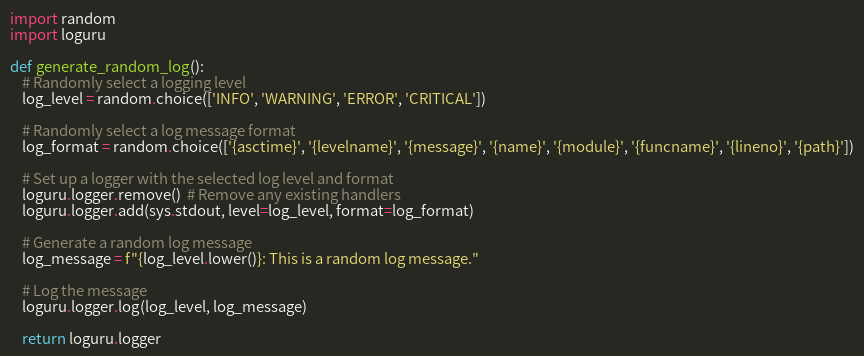 import random
import loguru
def generate_random_log():
# Randomly select a logging level
log_level = random.choice(['INFO', 'WARNING', 'ERROR', 'CRITICAL'])
# Randomly select a log message format
log_format = random.choice(['{asctime}', '{levelname}', '{message}', '{name}', '{module}', '{funcname}', '{lineno}', '{path}'])
# Set up a logger with the selected log level and format
loguru.logger.remove()  # Remove any existing handlers
loguru.logger.add(sys.stdout, level=log_level, format=log_format)
# Generate a random log message
log_message = f"{log_level.lower()}: This is a random log message."
# Log the message
loguru.logger.log(log_level, log_message)
return loguru.logger